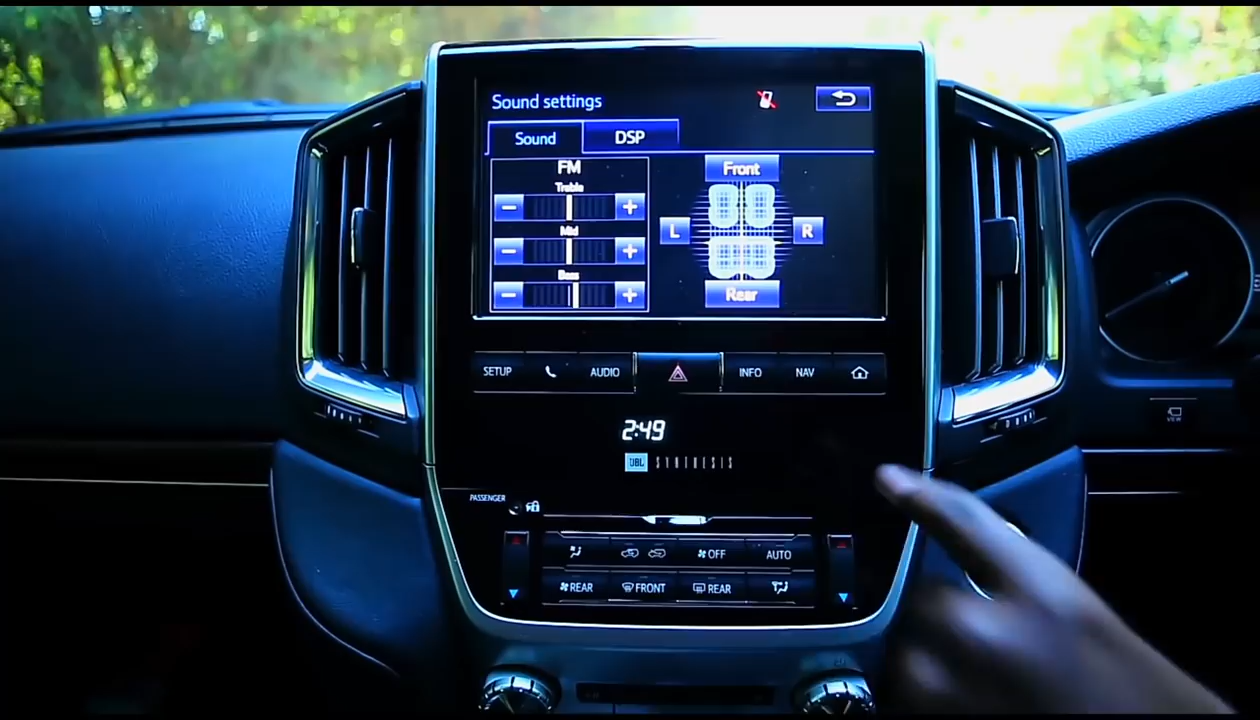 Sound settings
Sound
DSP
FM
Treble
Mid
Bass
Front
L
R
Rear
SETUP
AUDIO
INFO
NAV
2:49
JBL SYNTHESIS
PASSENGER
OFF
AUTO
REAR
FRONT
REAR
VIEW